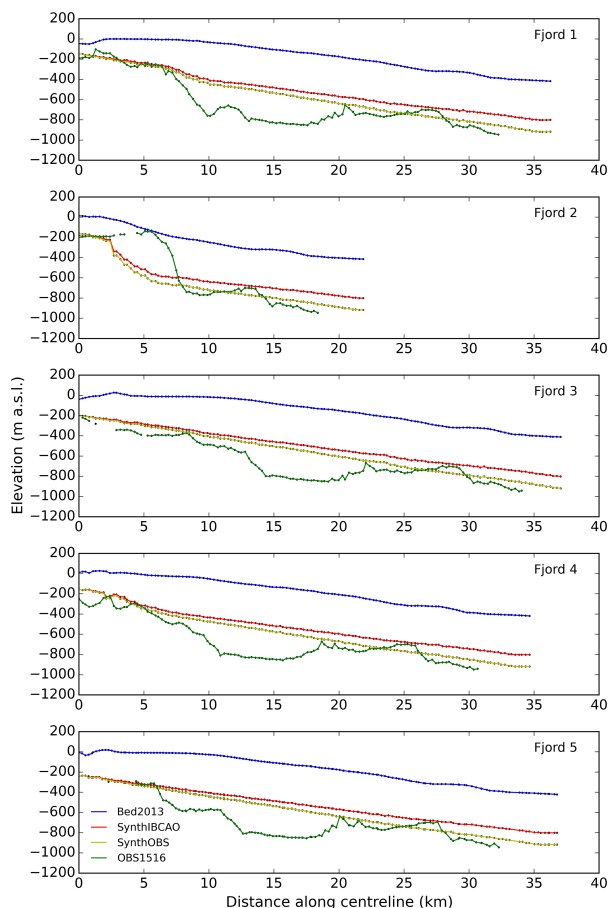 200
0
−200
−400
−600
−800
−1000
−1200
0 5 10 15 20 25 30 35 40
Fjord 1
200
0
−200
−400
−600
−800
−1000
−1200
0 5 10 15 20 25 30 35 40
Fjord 2
200
0
−200
−400
−600
−800
−1000
−1200
0 5 10 15 20 25 30 35 40
Fjord 3
Elevation (m a.s.l.)
200
0
−200
−400
−600
−800
−1000
−1200
0 5 10 15 20 25 30 35 40
Fjord 4
200
0
−200
−400
−600
−800
−1000
−1200
0 5 10 15 20 25 30 35 40
Fjord 5
Bed2013
SynthIBCAO
SynthOBS
OBS1516
Distance along centreline (km)